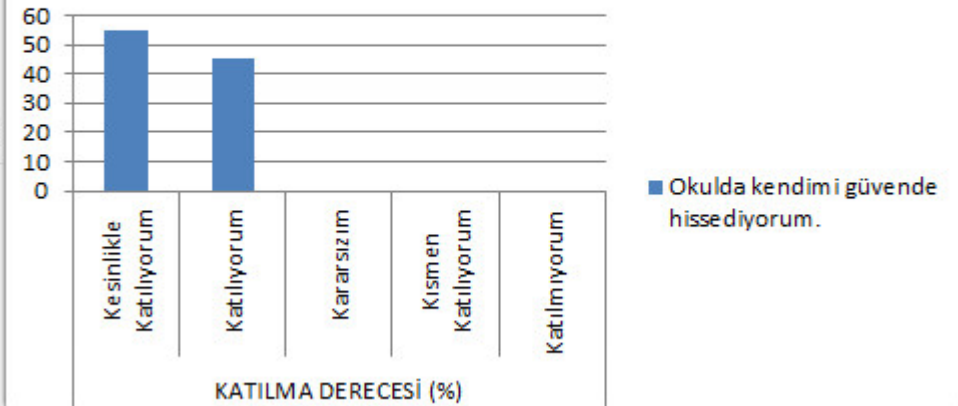 60
50
40
30
20
10
0
Kesinlikle
Katılıyorum
Katılıyorum
Kararsızım
Kısmen
Katılıyorum
Katılmıyorum
KATILMA DERECESİ (%)
Okulda kendimi güvende
hissediyorum.